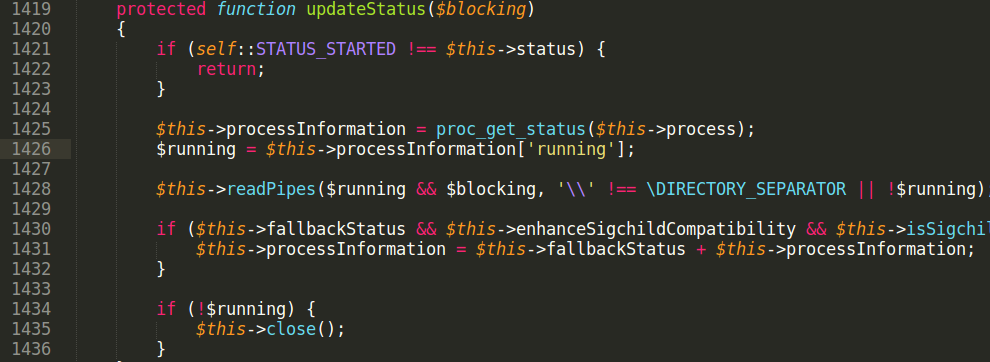 1419 protected function updateStatus($blocking)
1420 {
1421 if (self::STATUS_STARTED !== $this->status) {
1422 return;
1423 }
1424
1425 $this->processInformation = proc_get_status($this->process);
1426 $running = $this->processInformation['running'];
1427
1428 $this->readPipes($running && $blocking, '\\' !== \DIRECTORY_SEPARATOR || !$running)
1429
1430 if ($this->fallbackStatus && $this->enhanceSigchildCompatibility && $this->isSigchil
1431 $this->processInformation = $this->fallbackStatus + $this->processInformation;
1432 }
1433
1434 if (!$running) {
1435 $this->close();
1436 }